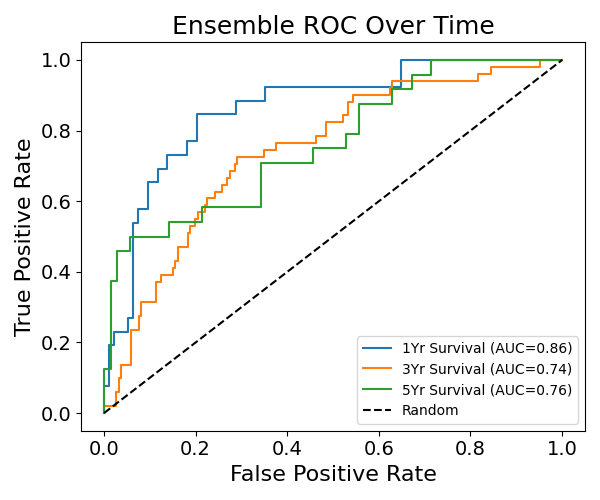 Ensemble ROC Over Time
True Positive Rate
1.0
0.8
0.6
0.4
0.2
0.0
0.0 0.2 0.4 0.6 0.8 1.0
False Positive Rate
1Yr Survival (AUC=0.86)
3Yr Survival (AUC=0.74)
5Yr Survival (AUC=0.76)
Random